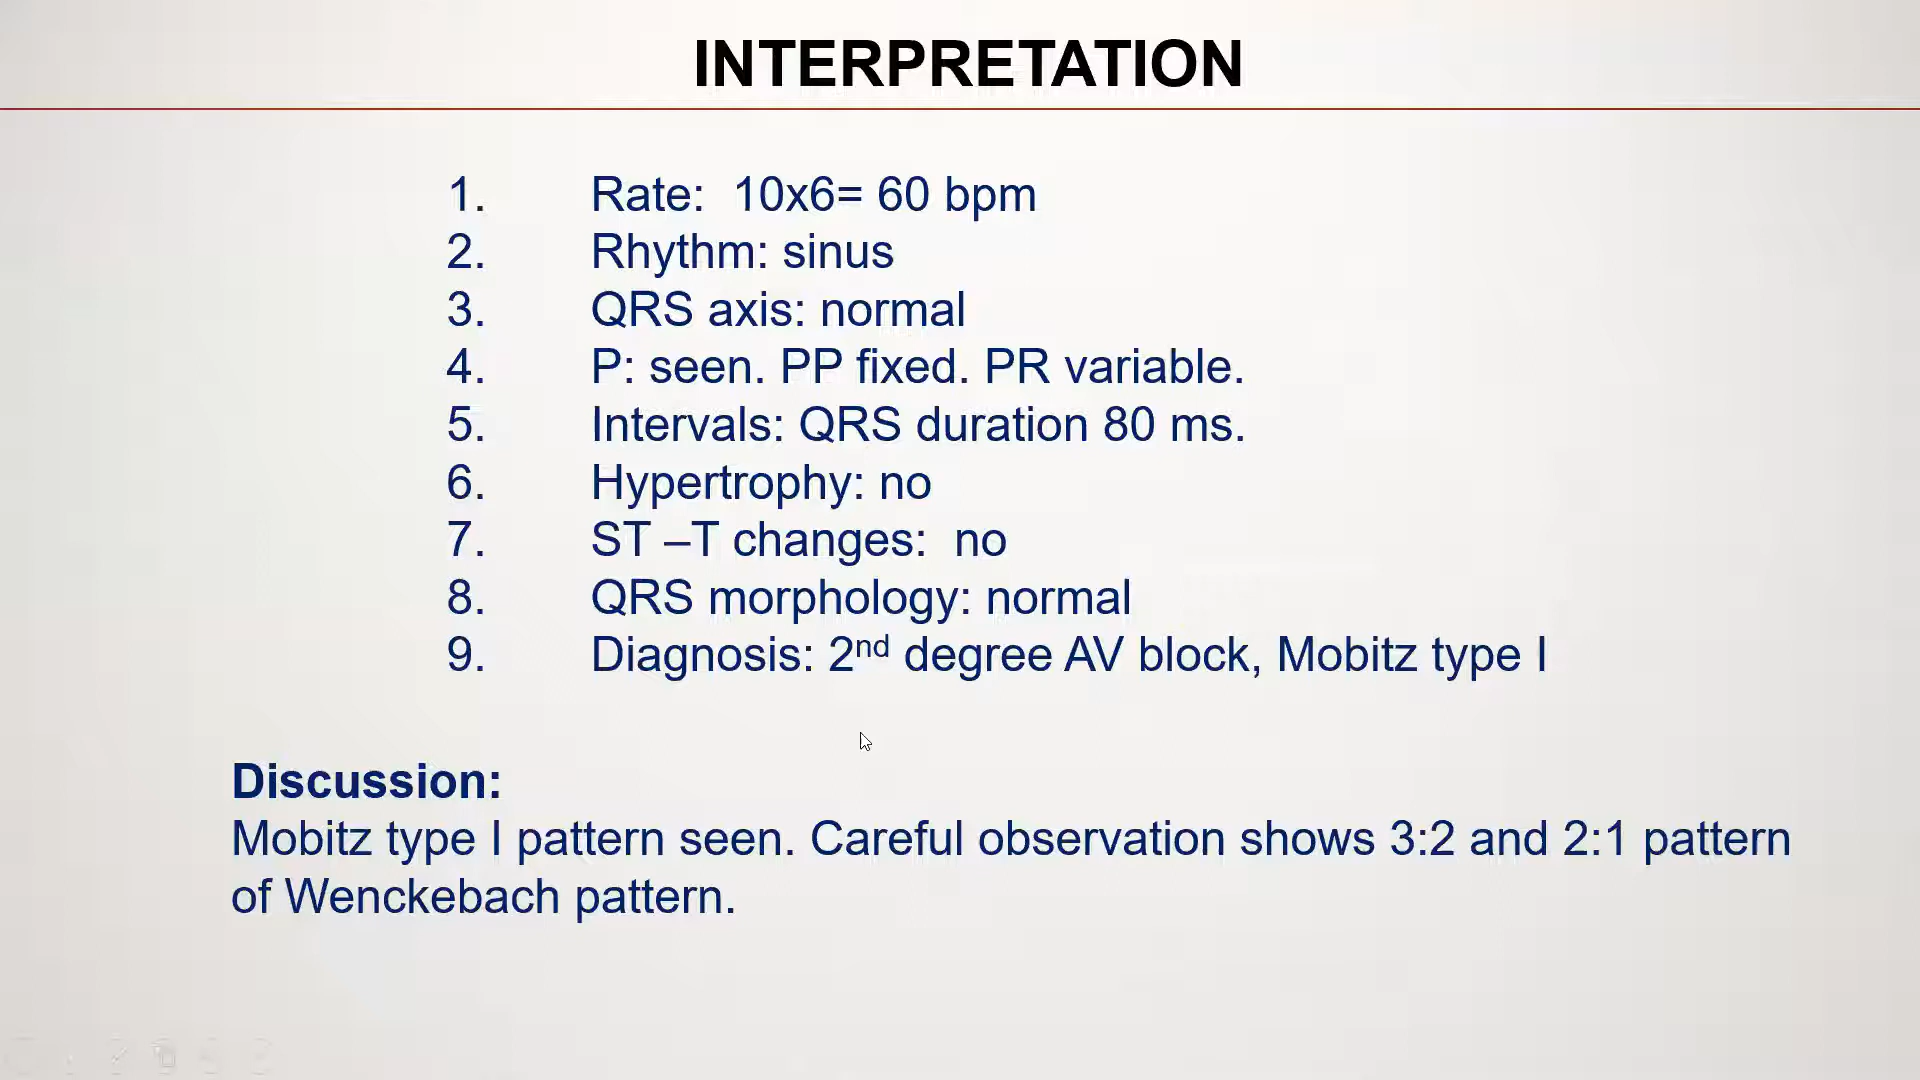 INTERPRETATION
1. Rate: 10x6= 60 bpm
2. Rhythm: sinus
3. QRS axis: normal
4. P: seen. PP fixed. PR variable.
5. Intervals: QRS duration 80 ms.
6. Hypertrophy: no
7. ST –T changes: no
8. QRS morphology: normal
9. Diagnosis: 2nd degree AV block, Mobitz type I
Discussion:
Mobitz type I pattern seen. Careful observation shows 3:2 and 2:1 pattern
of Wenckebach pattern.